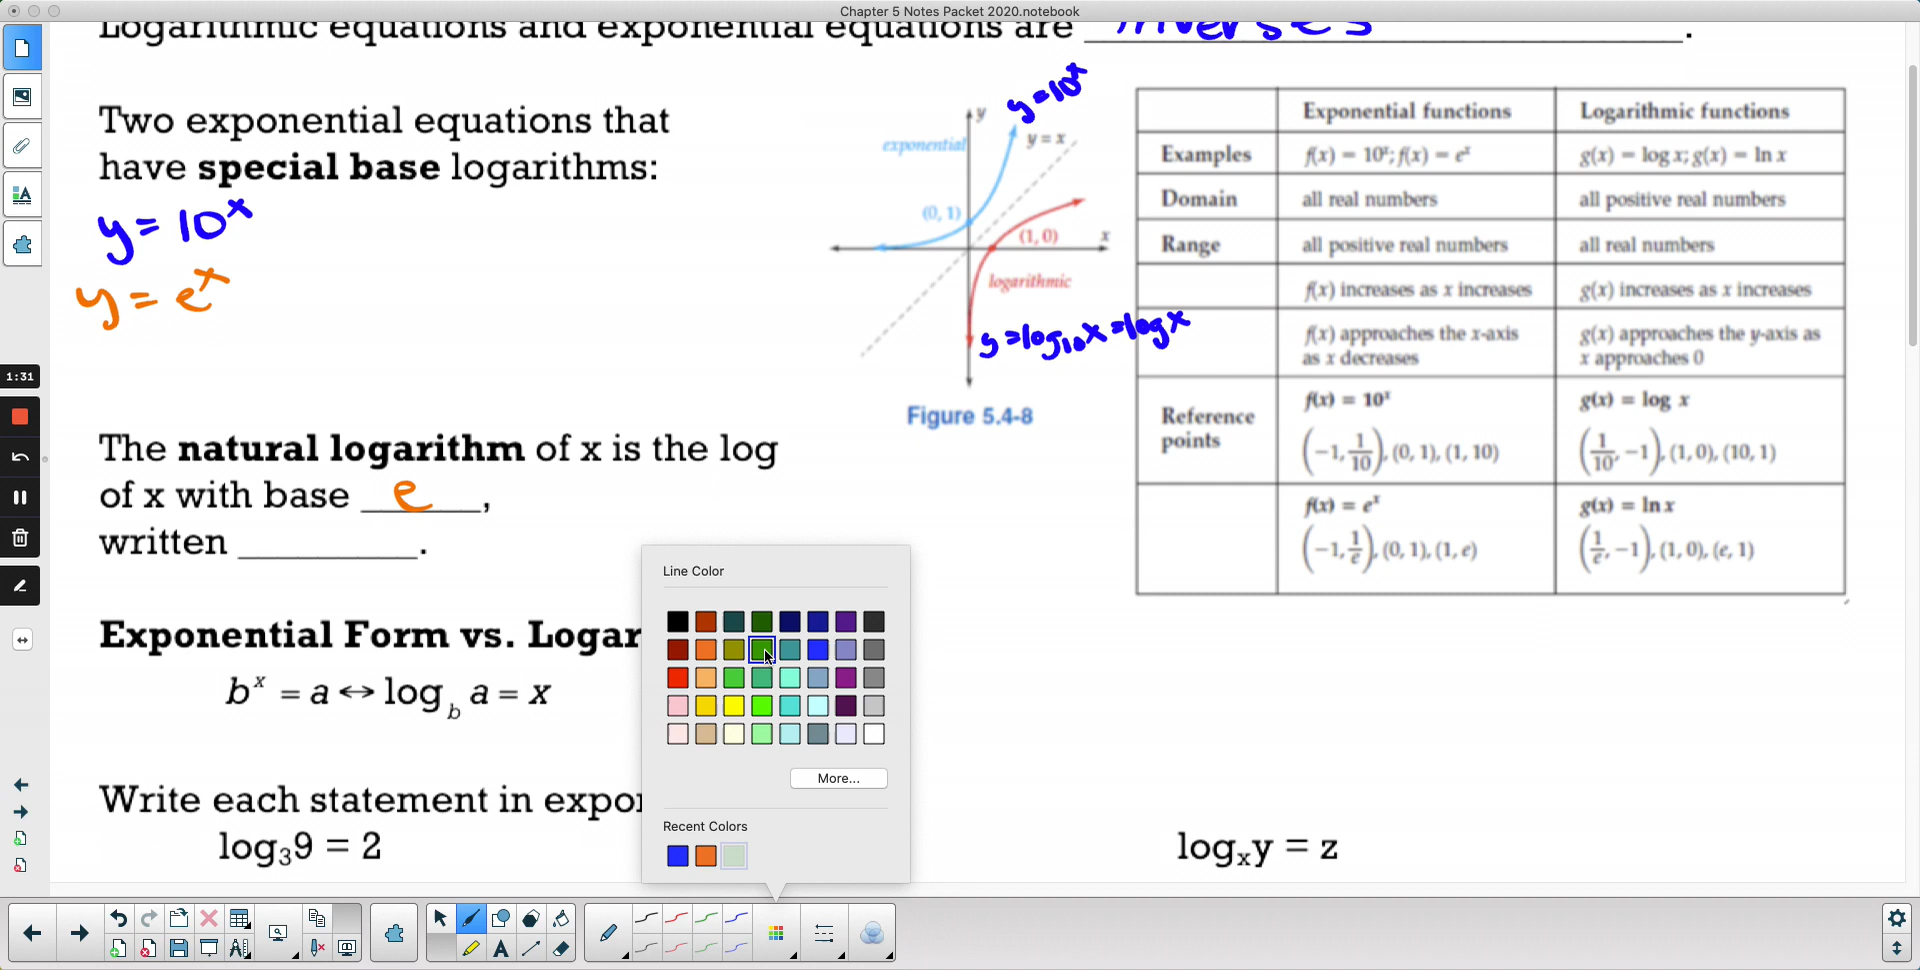 Chapter 5 Notes Packet 2020.notebook
Logarithmic equations and exponential equations are inverses.
Two exponential equations that
have special base logarithms:
y = 10^x
y = e^x
The natural logarithm of x is the log
of x with base e,
written ________.
y = 10^x
y
exponential
y = x
(0, 1)
(1, 0)
x
logarithmic
y = log₁₀x = log x
Figure 5.4-8
Exponential functions Logarithmic functions
Examples f(x) = 10^x; f(x) = e^x g(x) = log x; g(x) = ln x
Domain all real numbers all positive real numbers
Range all positive real numbers all real numbers
f(x) increases as x increases g(x) increases as x increases
f(x) approaches the x-axis g(x) approaches the y-axis as
as x decreases x approaches 0
f(x) = 10^x g(x) = log x
Reference points (−1, 1/10), (0, 1), (1, 10) (1/10, −1), (1, 0), (10, 1)
f(x) = e^x g(x) = ln x
(−1, 1/e), (0, 1), (1, e) (1/e, −1), (1, 0), (e, 1)
Exponential Form vs. Logar
b^x = a ↔ log_b a = x
Write each statement in expo
log₃9 = 2
log_x y = z
Line Color
More...
Recent Colors
1:31
A
A